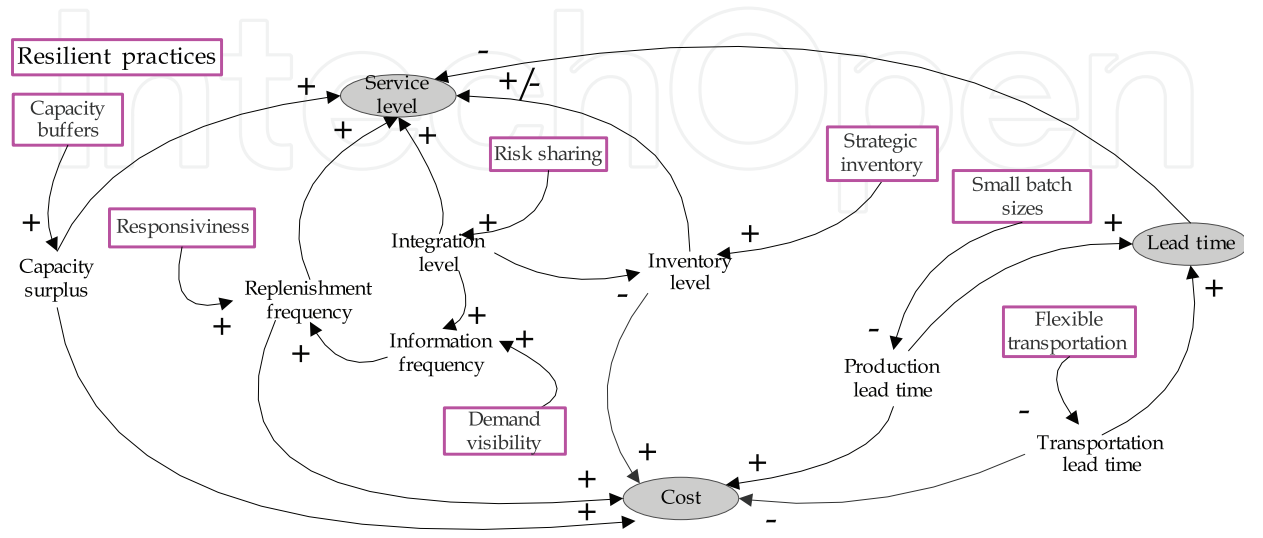 IntechOpen
Resilient practices
Capacity
buffers
Service
level
Risk sharing
Strategic
inventory
Small batch
sizes
Responsiviness
Integration
level
Lead time
Capacity
surplus
Replenishment
frequency
Inventory
level
Information
frequency
Flexible
transportation
Production
lead time
Demand
visibility
Transportation
lead time
Cost
-
+
+/-
+
+
+
+
+
+
-
+
+
+
+
-
-
+
+
+
+
+
-